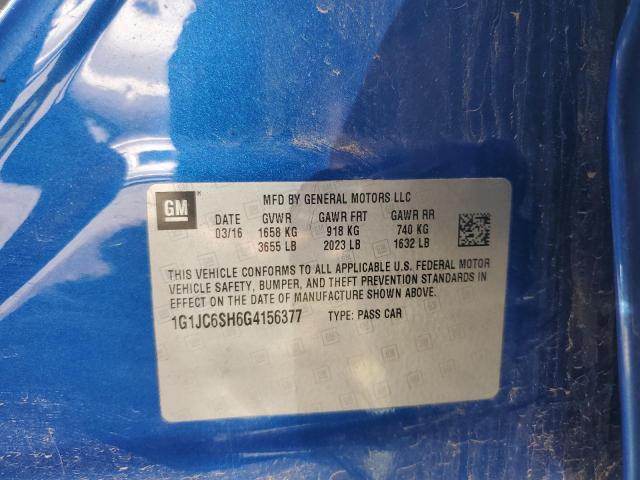 GM ® MFD BY GENERAL MOTORS LLC
DATE GVWR GAWR FRT GAWR RR
03/16 1658 KG 918 KG 740 KG
3655 LB 2023 LB 1632 LB
THIS VEHICLE CONFORMS TO ALL APPLICABLE U.S. FEDERAL MOTOR
VEHICLE SAFETY, BUMPER, AND THEFT PREVENTION STANDARDS IN
EFFECT ON THE DATE OF MANUFACTURE SHOWN ABOVE.
1G1JC6SH6G4156377 TYPE: PASS CAR